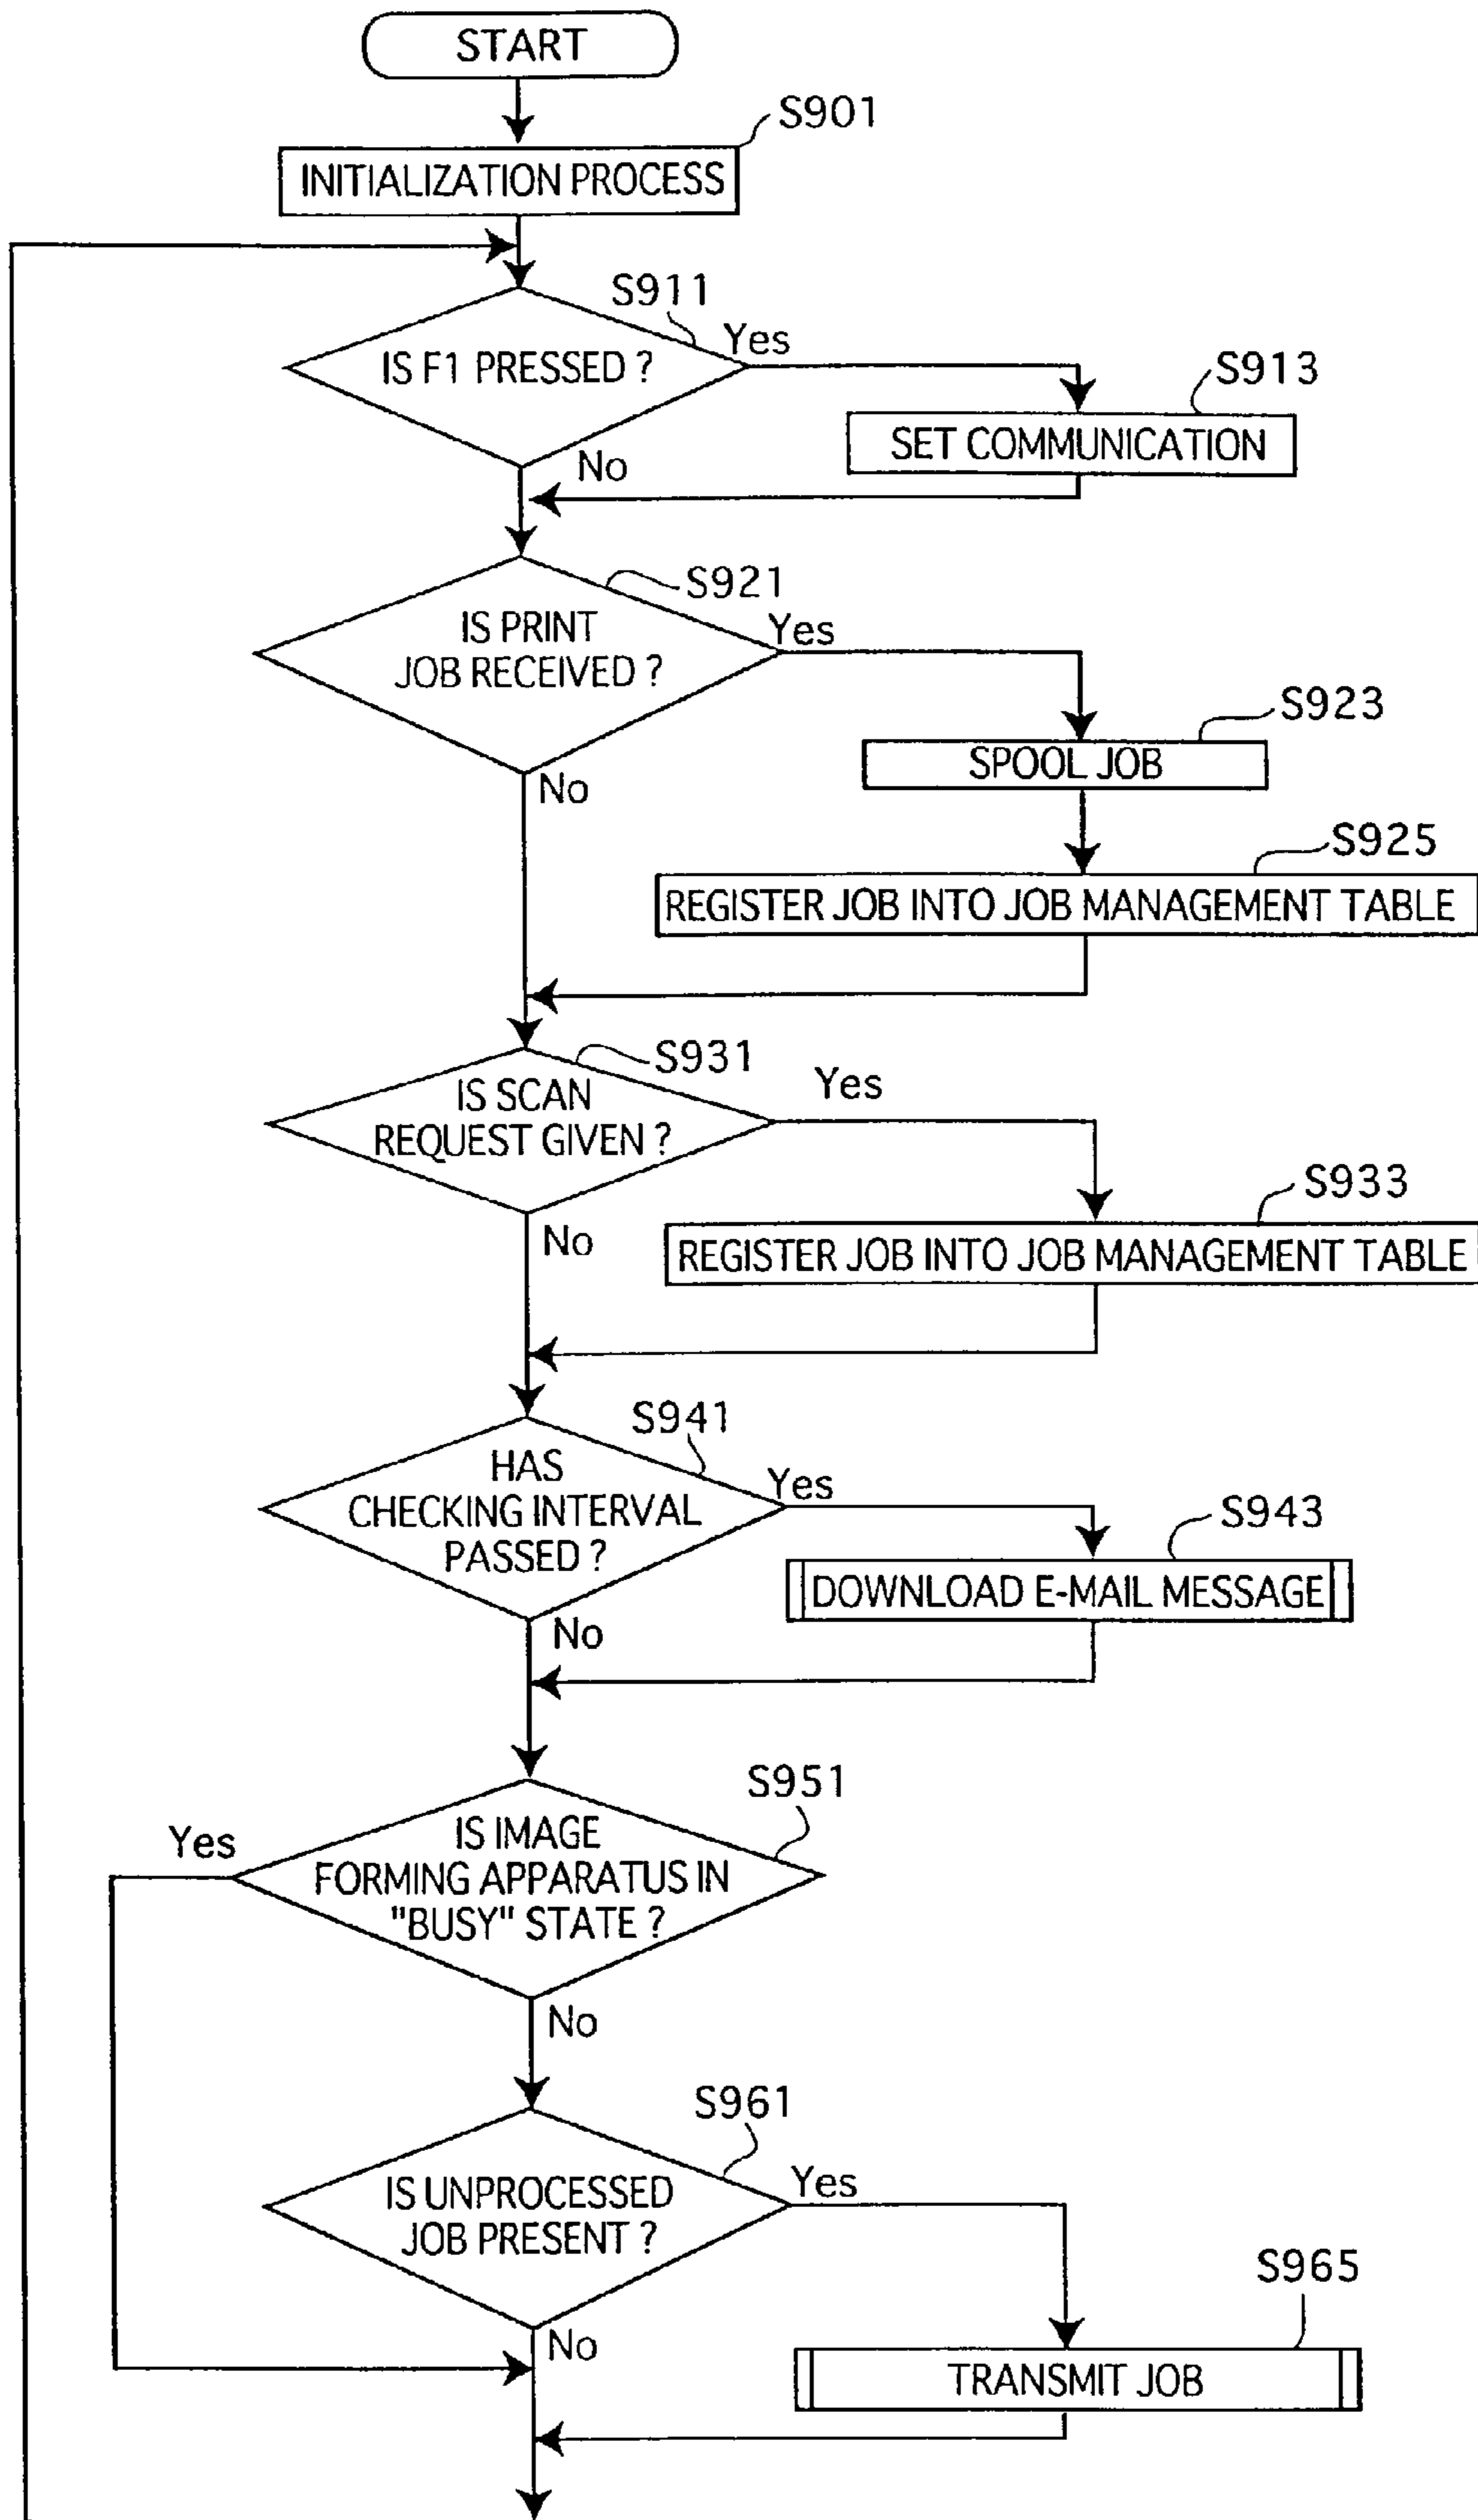 START
S901
INITIALIZATION PROCESS
S911
Yes
IS F1 PRESSED ?
S913
SET COMMUNICATION
No
S921
IS PRINT
JOB RECEIVED ?
Yes
S923
SPOOL JOB
No
S925
REGISTER JOB INTO JOB MANAGEMENT TABLE
S931
IS SCAN
REQUEST GIVEN ?
Yes
S933
No
REGISTER JOB INTO JOB MANAGEMENT TABLE
S941
HAS
CHECKING INTERVAL
PASSED ?
Yes
S943
DOWNLOAD E-MAIL MESSAGE
No
S951
Yes
IS IMAGE
FORMING APPARATUS IN
"BUSY" STATE ?
No
S961
IS UNPROCESSED
JOB PRESENT ?
Yes
S965
No
TRANSMIT JOB